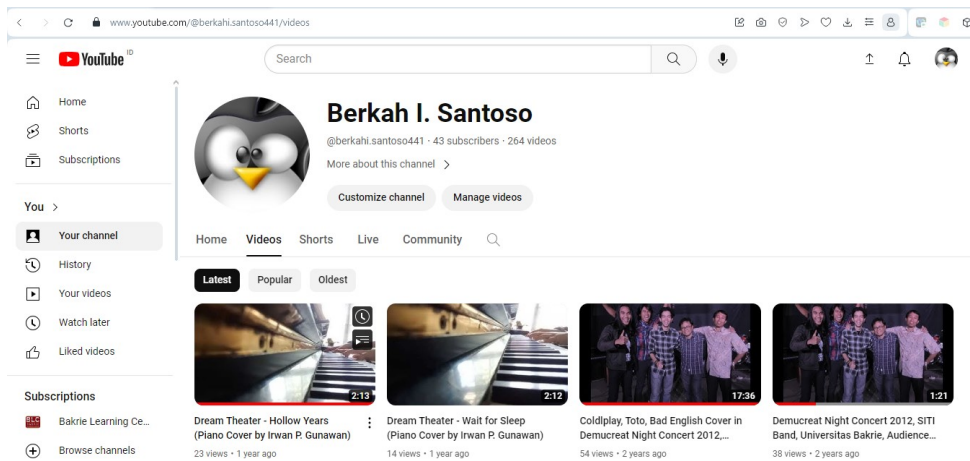 www.youtube.com/@berkahi.santoso441/videos
YouTube ID
Search
Home
Shorts
Subscriptions
You
Your channel
History
Your videos
Watch later
Liked videos
Subscriptions
BLC
Bakrie Learning Ce...
Browse channels
Berkah I. Santoso
@berkahi.santoso441 · 43 subscribers · 264 videos
More about this channel
Customize channel
Manage videos
Home Videos Shorts Live Community
Latest Popular Oldest
2:13
Dream Theater - Hollow Years
(Piano Cover by Irwan P. Gunawan)
23 views • 1 year ago
2:12
Dream Theater - Wait for Sleep
(Piano Cover by Irwan P. Gunawan)
14 views • 1 year ago
17:36
Coldlplay, Toto, Bad English Cover in
Demucreat Night Concert 2012,...
54 views • 2 years ago
1:21
Demucreat Night Concert 2012, SITI
Band, Universitas Bakrie, Audience...
38 views • 2 years ago